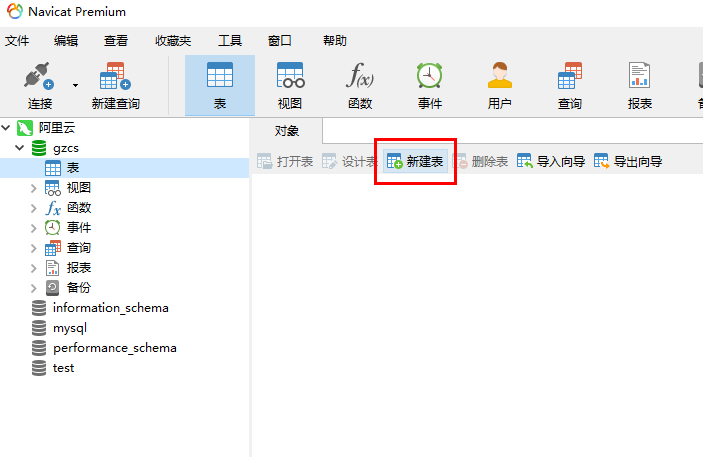 Navicat Premium
文件 编辑 查看 收藏夹 工具 窗口 帮助
连接 新建查询 表 视图 函数 事件 用户 查询 报表
阿里云 对象
gzcs
表 打开表 设计表 新建表 删除表 导入向导 导出向导
视图
函数
事件
查询
报表
备份
information_schema
mysql
performance_schema
test